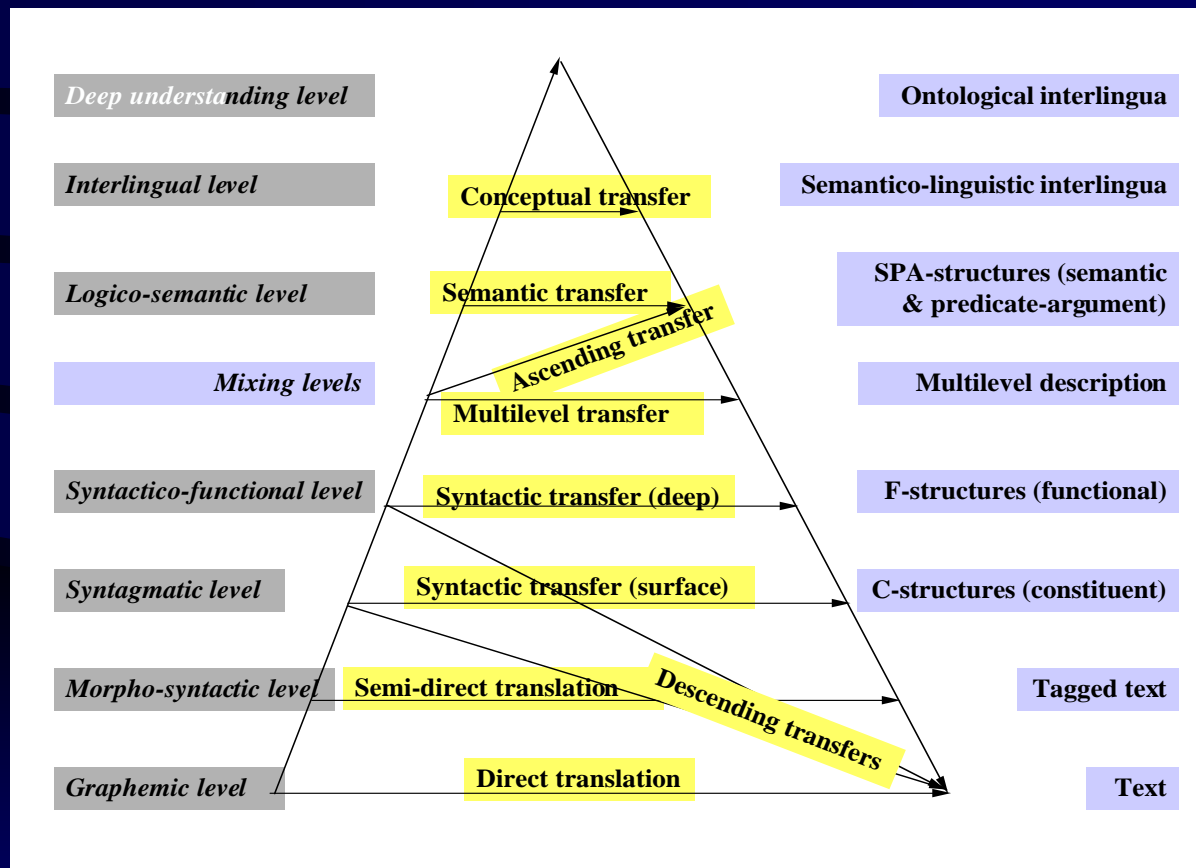 Deep understanding level
Ontological interlingua
Interlingual level
Conceptual transfer
Semantico-linguistic interlingua
Logico-semantic level
Semantic transfer
SPA-structures (semantic
& predicate-argument)
Ascending transfer
Mixing levels
Multilevel transfer
Multilevel description
Syntactico-functional level
Syntactic transfer (deep)
F-structures (functional)
Syntagmatic level
Syntactic transfer (surface)
C-structures (constituent)
Morpho-syntactic level
Semi-direct translation
Descending transfers
Tagged text
Graphemic level
Direct translation
Text